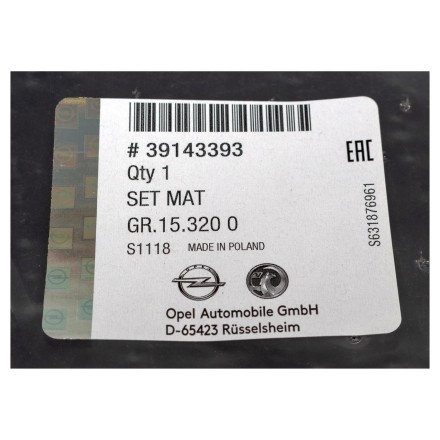 # 39143393
EAC
Qty 1
SET MAT
GR.15.320 0
S1118 MADE IN POLAND
S631876961
Opel Automobile GmbH
D-65423 Rüsselsheim